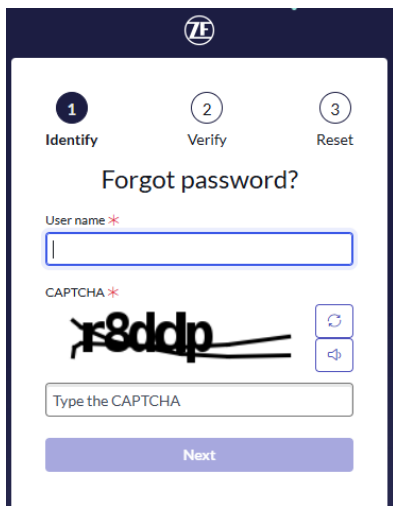 ZF
1 2 3
Identify Verify Reset
Forgot password?
User name *
CAPTCHA *
Type the CAPTCHA
Next